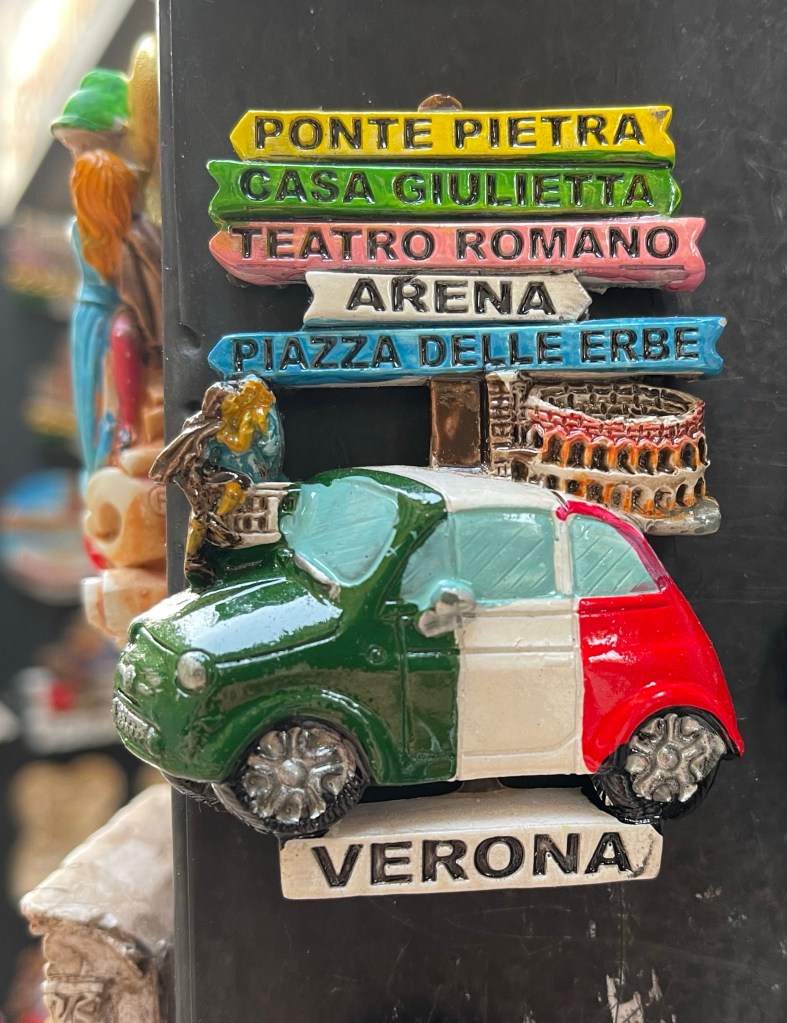 PONTE PIETRA
CASA GIULIETTA
TEATRO ROMANO
ARENA
PIAZZA DELLE ERBE
VERONA